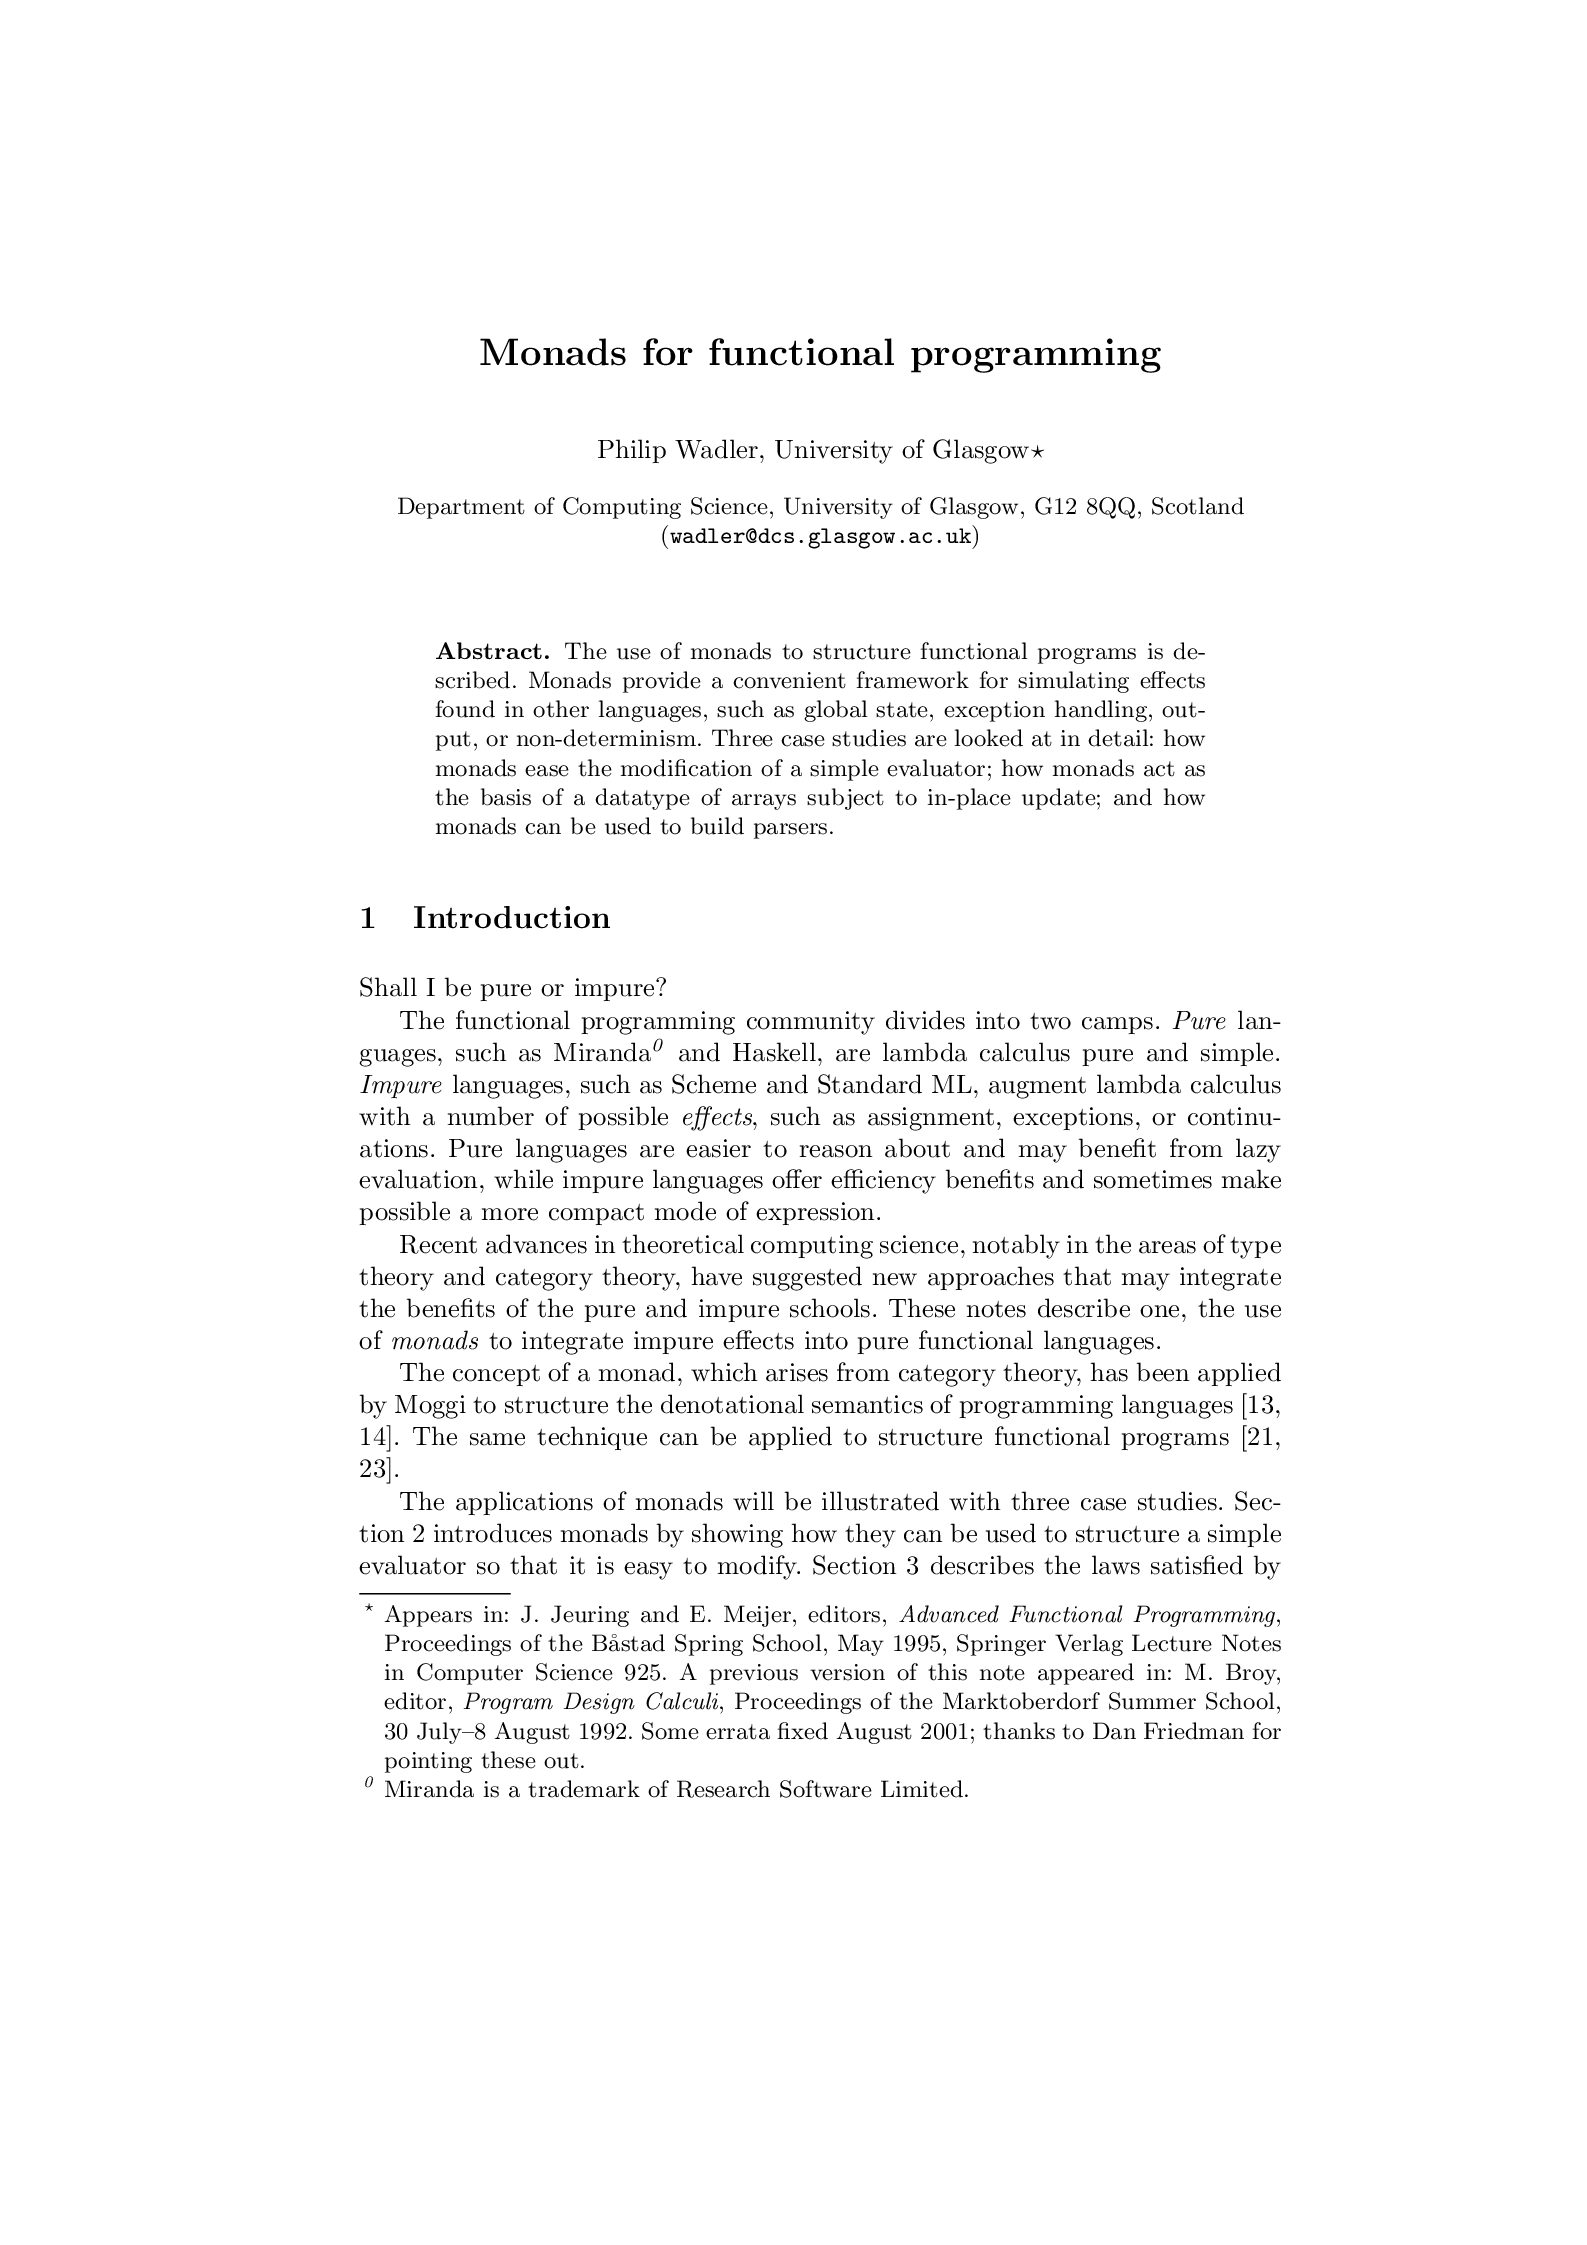 Monads for functional programming
Philip Wadler, University of Glasgow⋆
Department of Computing Science, University of Glasgow, G12 8QQ, Scotland
(wadler@dcs.glasgow.ac.uk)
Abstract. The use of monads to structure functional programs is de-
scribed. Monads provide a convenient framework for simulating effects
found in other languages, such as global state, exception handling, out-
put, or non-determinism. Three case studies are looked at in detail: how
monads ease the modification of a simple evaluator; how monads act as
the basis of a datatype of arrays subject to in-place update; and how
monads can be used to build parsers.
1 Introduction
Shall I be pure or impure?
The functional programming community divides into two camps. Pure lan-
guages, such as Miranda⁰ and Haskell, are lambda calculus pure and simple.
Impure languages, such as Scheme and Standard ML, augment lambda calculus
with a number of possible effects, such as assignment, exceptions, or continu-
ations. Pure languages are easier to reason about and may benefit from lazy
evaluation, while impure languages offer efficiency benefits and sometimes make
possible a more compact mode of expression.
Recent advances in theoretical computing science, notably in the areas of type
theory and category theory, have suggested new approaches that may integrate
the benefits of the pure and impure schools. These notes describe one, the use
of monads to integrate impure effects into pure functional languages.
The concept of a monad, which arises from category theory, has been applied
by Moggi to structure the denotational semantics of programming languages [13,
14]. The same technique can be applied to structure functional programs [21,
23].
The applications of monads will be illustrated with three case studies. Sec-
tion 2 introduces monads by showing how they can be used to structure a simple
evaluator so that it is easy to modify. Section 3 describes the laws satisfied by
⋆ Appears in: J. Jeuring and E. Meijer, editors, Advanced Functional Programming,
Proceedings of the Båstad Spring School, May 1995, Springer Verlag Lecture Notes
in Computer Science 925. A previous version of this note appeared in: M. Broy,
editor, Program Design Calculi, Proceedings of the Marktoberdorf Summer School,
30 July–8 August 1992. Some errata fixed August 2001; thanks to Dan Friedman for
pointing these out.
⁰ Miranda is a trademark of Research Software Limited.